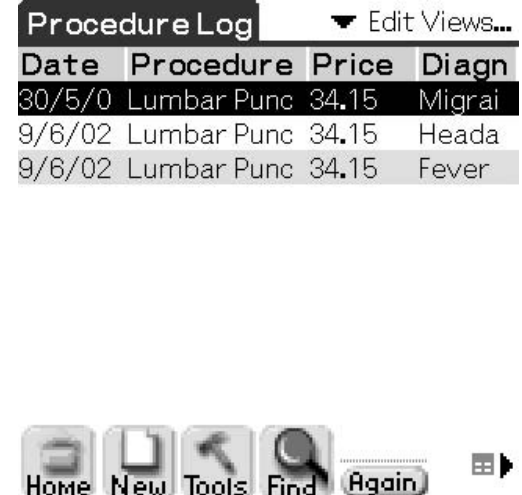 Procedure Log Edit Views...
Date Procedure Price Diagn
30/5/0 Lumbar Punc 34.15 Migrai
9/6/02 Lumbar Punc 34.15 Heada
9/6/02 Lumbar Punc 34.15 Fever
Home New Tools Find Again